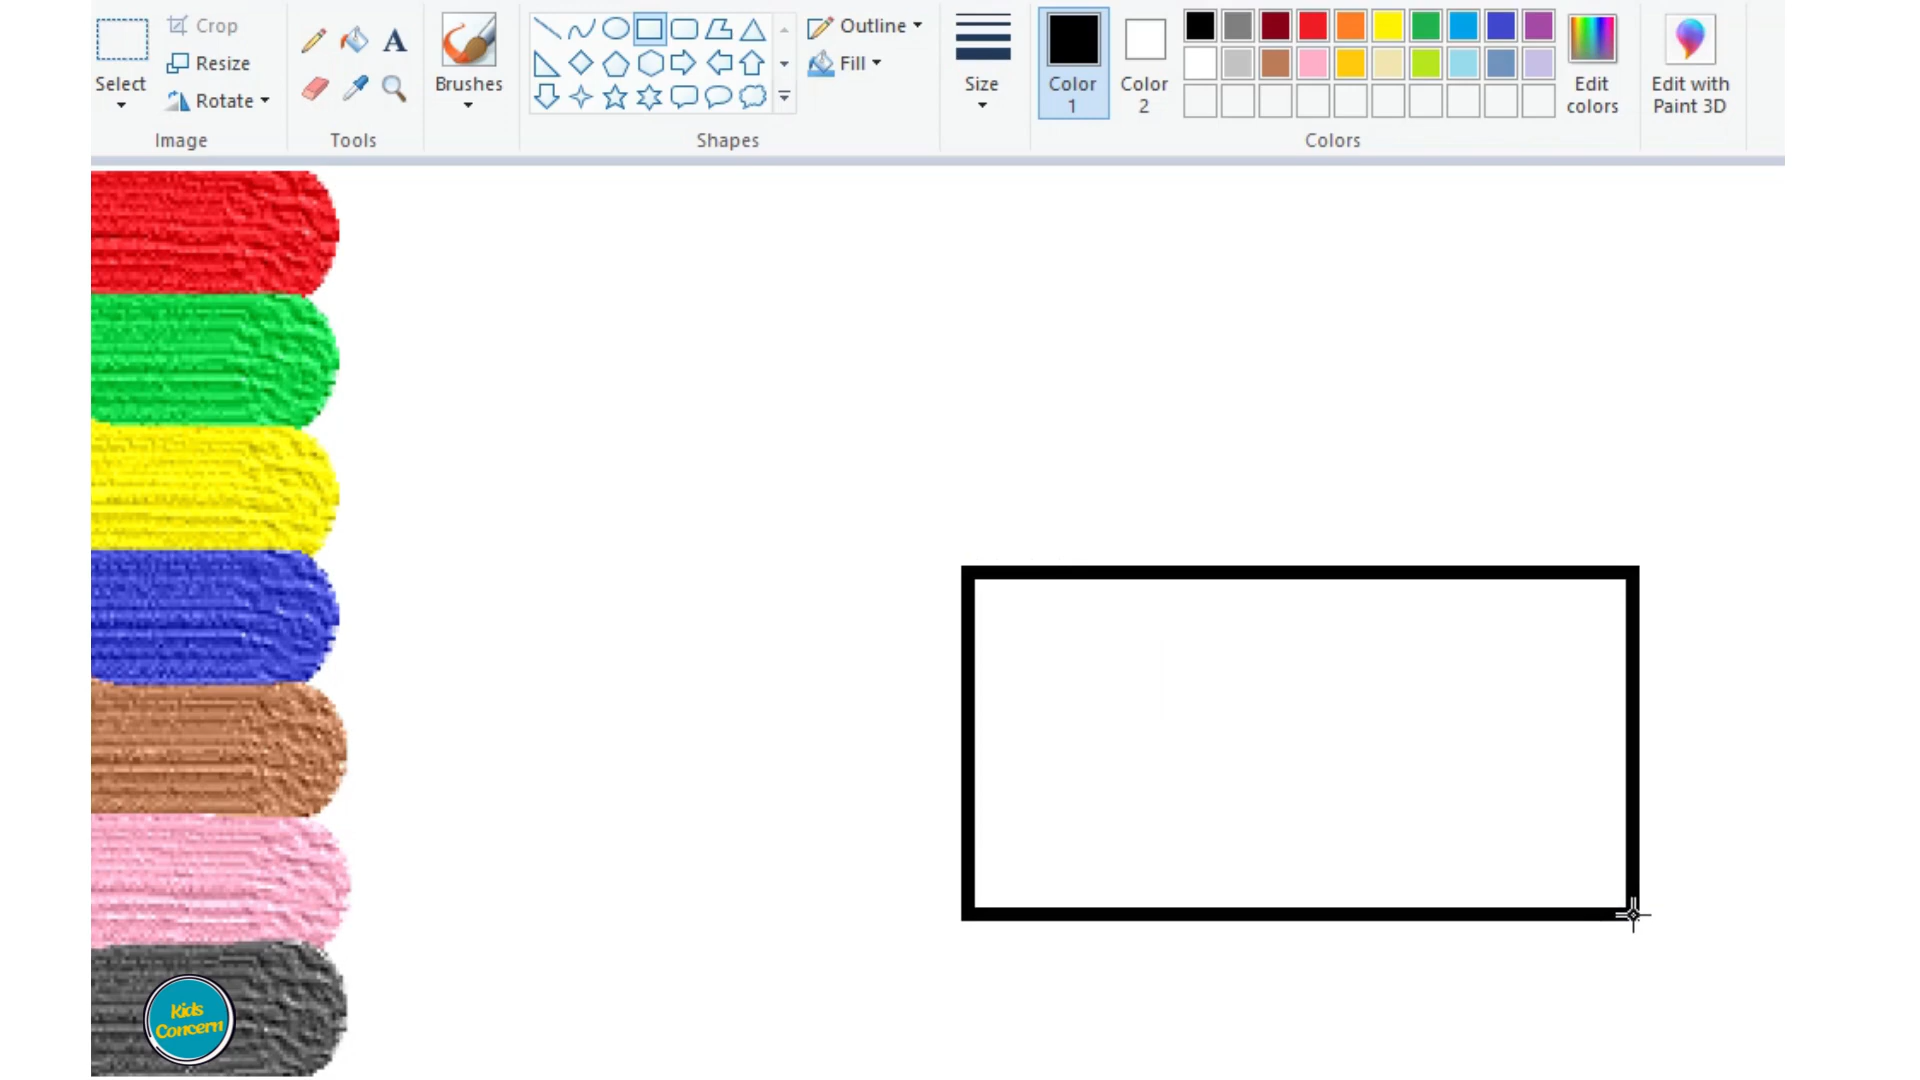 Select
Crop
Resize
Rotate
Image
A
Tools
Brushes
Shapes
Outline
Fill
Size
Color
1
Color
2
Colors
Edit
colors
Edit with
Paint 3D
Kids
Concern